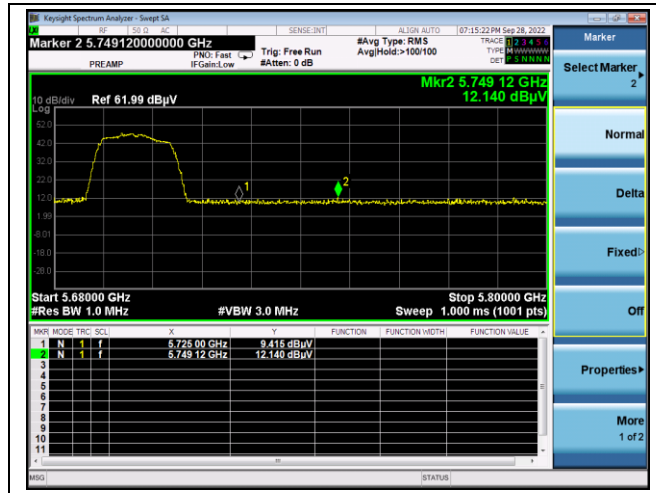 Keysight Spectrum Analyzer - Swept SA
RF 50 Ω AC SENSE:INT ALIGN AUTO 07:15:22 PM Sep 28, 2022
Marker 2 5.749120000000 GHz
PREAMP
PNO: Fast
IFGain:Low
Trig: Free Run
#Atten: 0 dB
#Avg Type: RMS
Avg|Hold:>100/100
TRACE 1 2 3 4 5 6
TYPE M W W W W W
DET P S N N N N
Mkr2 5.749 12 GHz
12.140 dBµV
10 dB/div Ref 61.99 dBµV
Log
52.0
42.0
32.0
22.0
12.0
1.99
-8.01
-18.0
-28.0
1
2
Start 5.68000 GHz
Stop 5.80000 GHz
#Res BW 1.0 MHz #VBW 3.0 MHz Sweep 1.000 ms (1001 pts)
MKR MODE TRC SCL X Y FUNCTION FUNCTION WIDTH FUNCTION VALUE
1 N 1 f 5.725 00 GHz 9.415 dBµV
2 N 1 f 5.749 12 GHz 12.140 dBµV
3
4
5
6
7
8
9
10
11
MSG STATUS
Marker
Select Marker
2
Normal
Delta
Fixed
Off
Properties
More
1 of 2